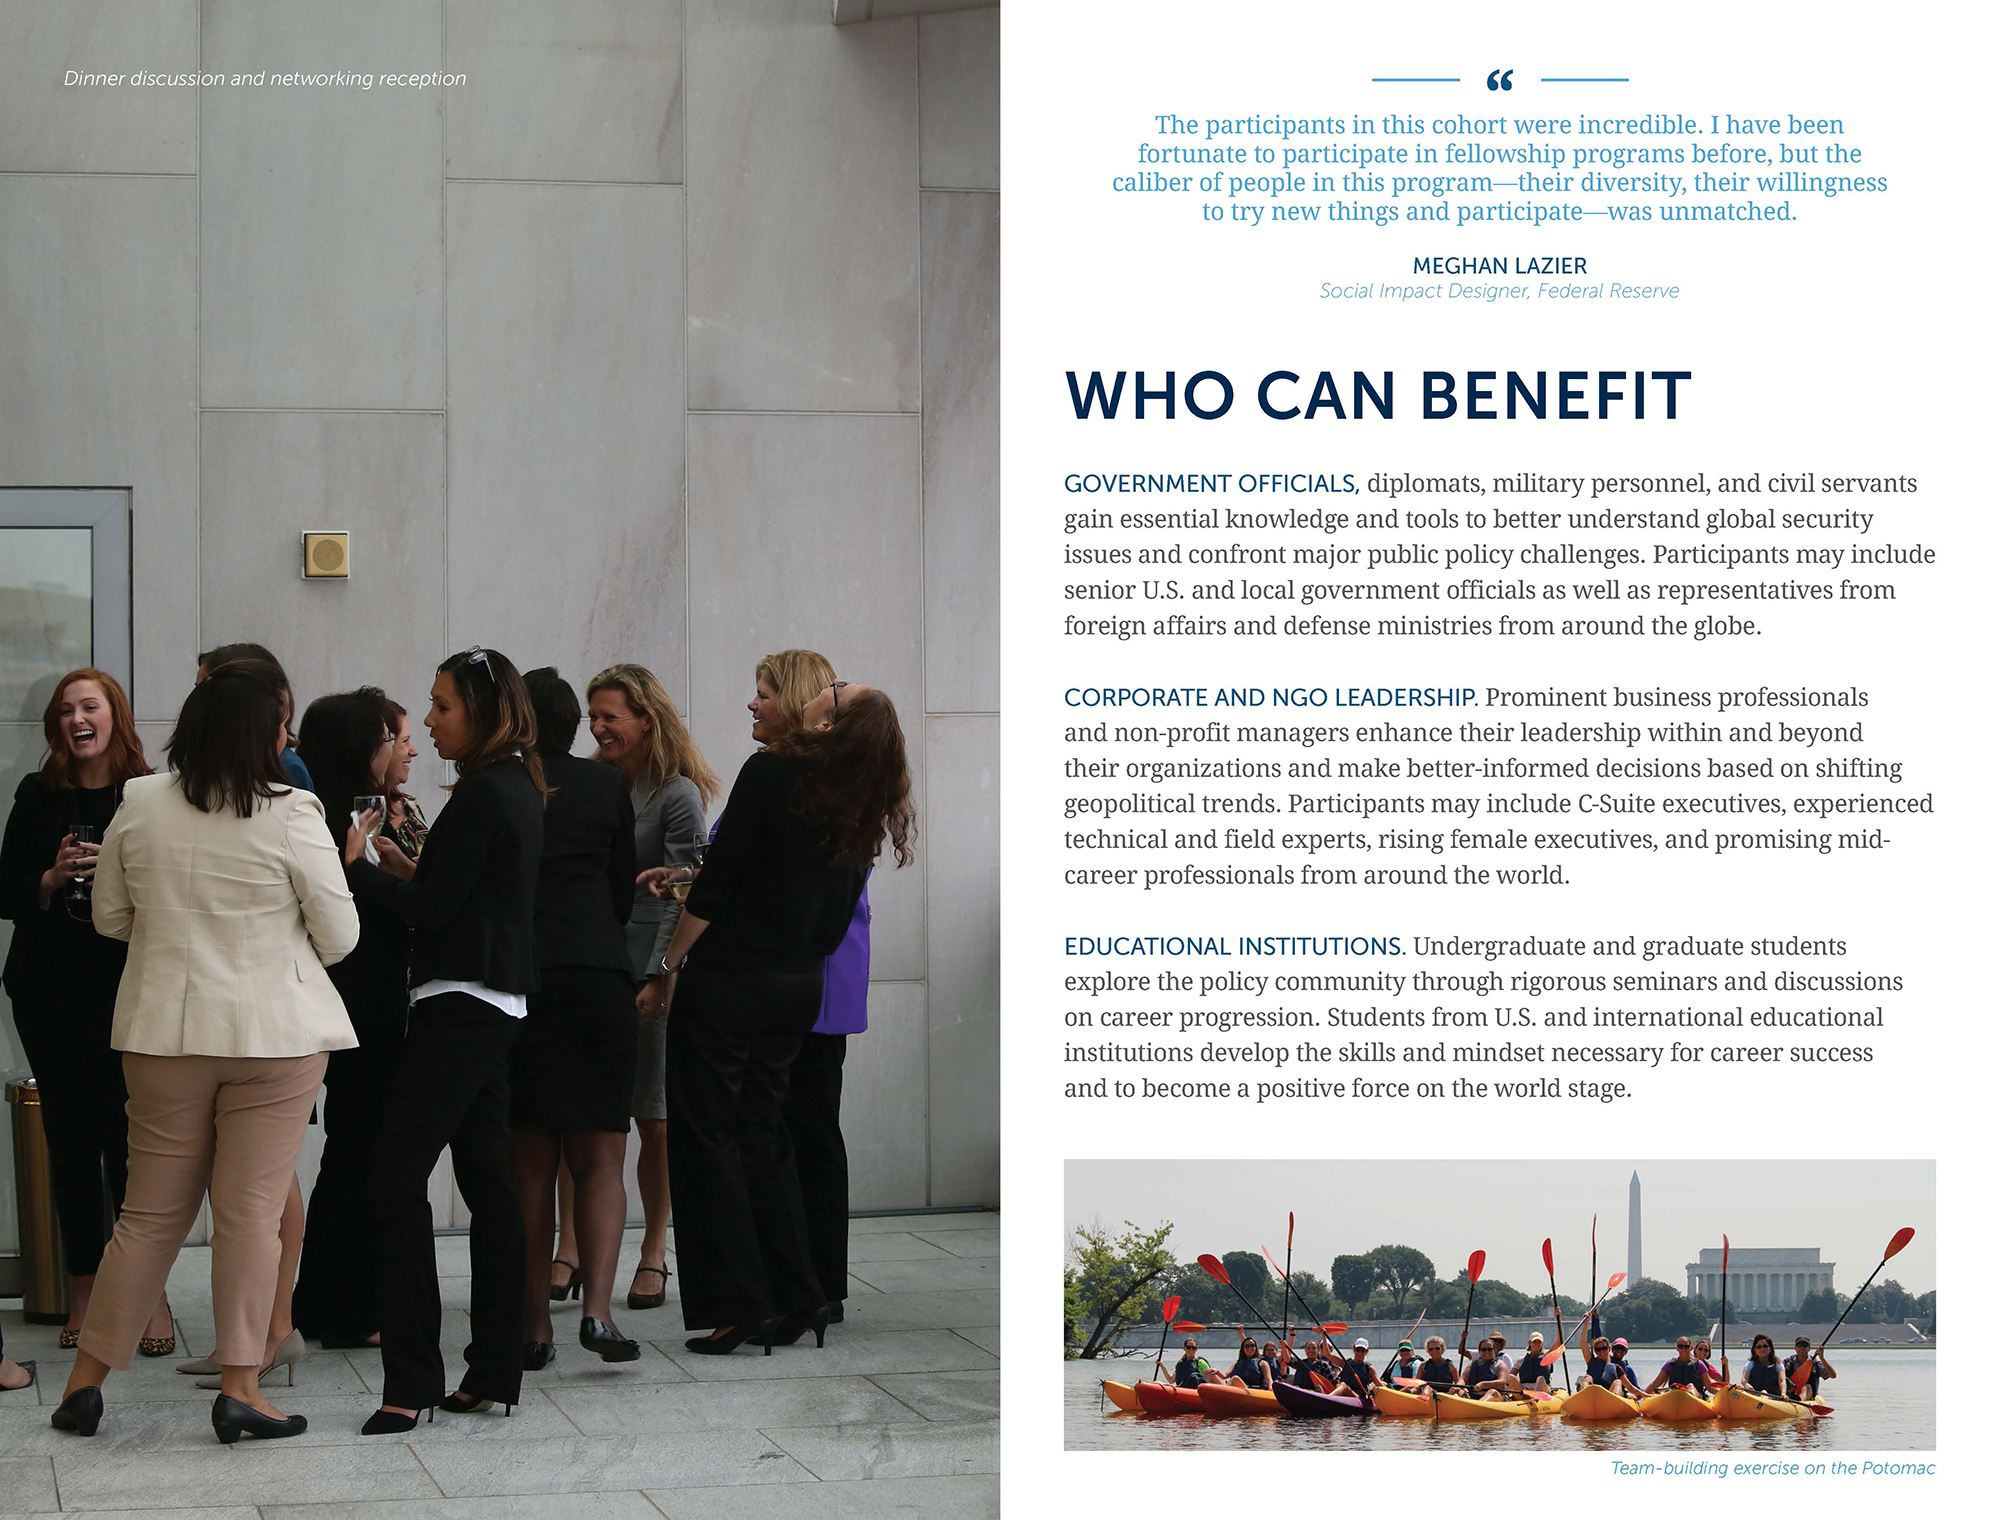 Dinner discussion and networking reception
“
The participants in this cohort were incredible. I have been
fortunate to participate in fellowship programs before, but the
caliber of people in this program—their diversity, their willingness
to try new things and participate—was unmatched.
MEGHAN LAZIER
Social Impact Designer, Federal Reserve
WHO CAN BENEFIT
GOVERNMENT OFFICIALS, diplomats, military personnel, and civil servants
gain essential knowledge and tools to better understand global security
issues and confront major public policy challenges. Participants may include
senior U.S. and local government officials as well as representatives from
foreign affairs and defense ministries from around the globe.
CORPORATE AND NGO LEADERSHIP. Prominent business professionals
and non-profit managers enhance their leadership within and beyond
their organizations and make better-informed decisions based on shifting
geopolitical trends. Participants may include C-Suite executives, experienced
technical and field experts, rising female executives, and promising mid-
career professionals from around the world.
EDUCATIONAL INSTITUTIONS. Undergraduate and graduate students
explore the policy community through rigorous seminars and discussions
on career progression. Students from U.S. and international educational
institutions develop the skills and mindset necessary for career success
and to become a positive force on the world stage.
Team-building exercise on the Potomac